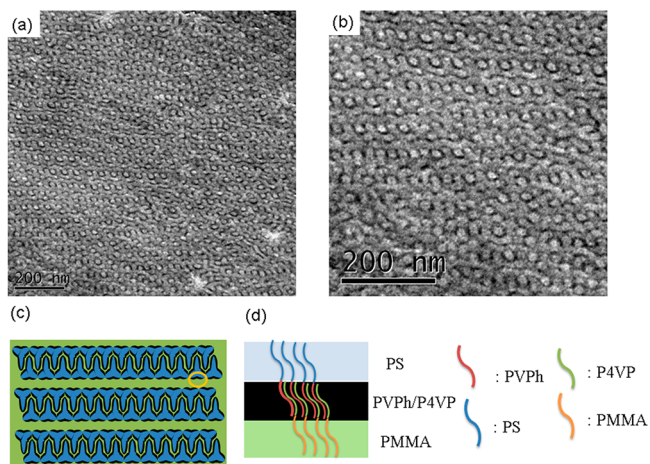 (a)
(b)
200 nm
200 nm
(c)
(d)
PS
PVPh/P4VP
PMMA
: PVPh
: P4VP
: PS
: PMMA